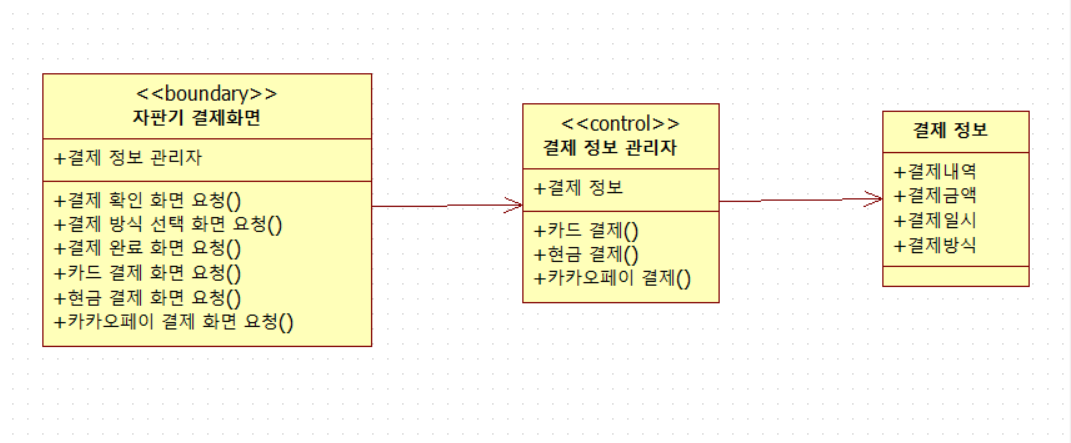 <<boundary>>
자판기 결제화면
+결제 정보 관리자
+결제 확인 화면 요청()
+결제 방식 선택 화면 요청()
+결제 완료 화면 요청()
+카드 결제 화면 요청()
+현금 결제 화면 요청()
+카카오페이 결제 화면 요청()
<<control>>
결제 정보 관리자
+결제 정보
+카드 결제()
+현금 결제()
+카카오페이 결제()
결제 정보
+결제내역
+결제금액
+결제일시
+결제방식